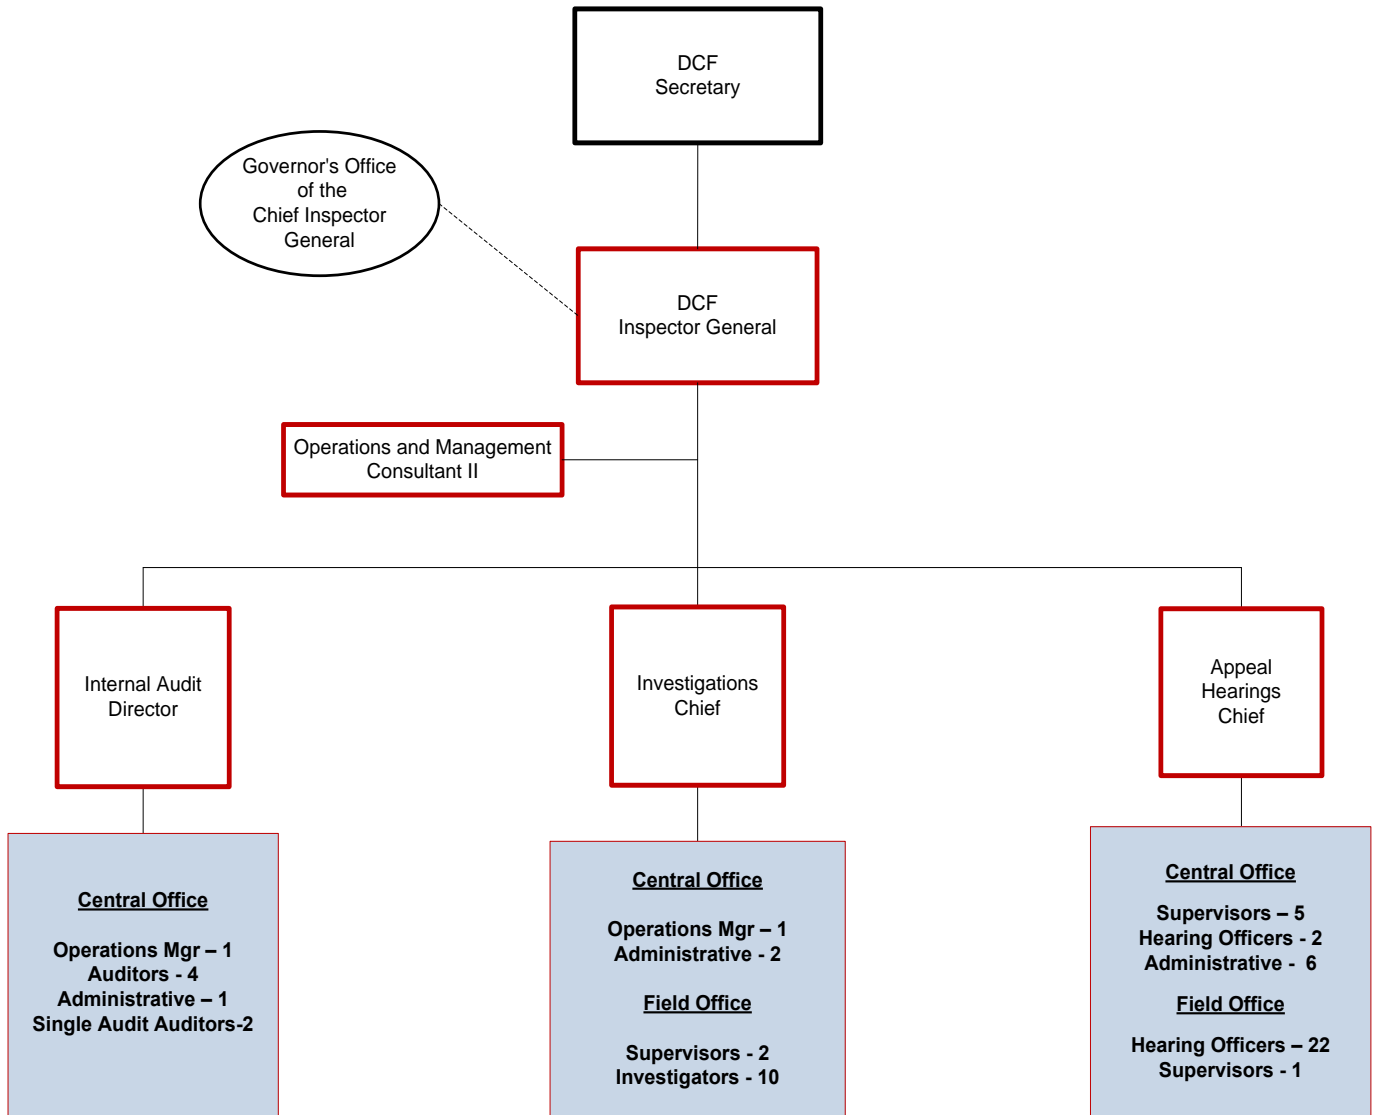 DCF
Secretary
Governor's Office
of the
Chief Inspector
General
DCF
Inspector General
Operations and Management
Consultant II
Internal Audit
Director
Investigations
Chief
Appeal
Hearings
Chief
Central Office
Operations Mgr – 1
Auditors - 4
Administrative – 1
Single Audit Auditors-2
Central Office
Operations Mgr – 1
Administrative - 2
Field Office
Supervisors - 2
Investigators - 10
Central Office
Supervisors – 5
Hearing Officers - 2
Administrative -  6
Field Office
Hearing Officers – 22
Supervisors - 1